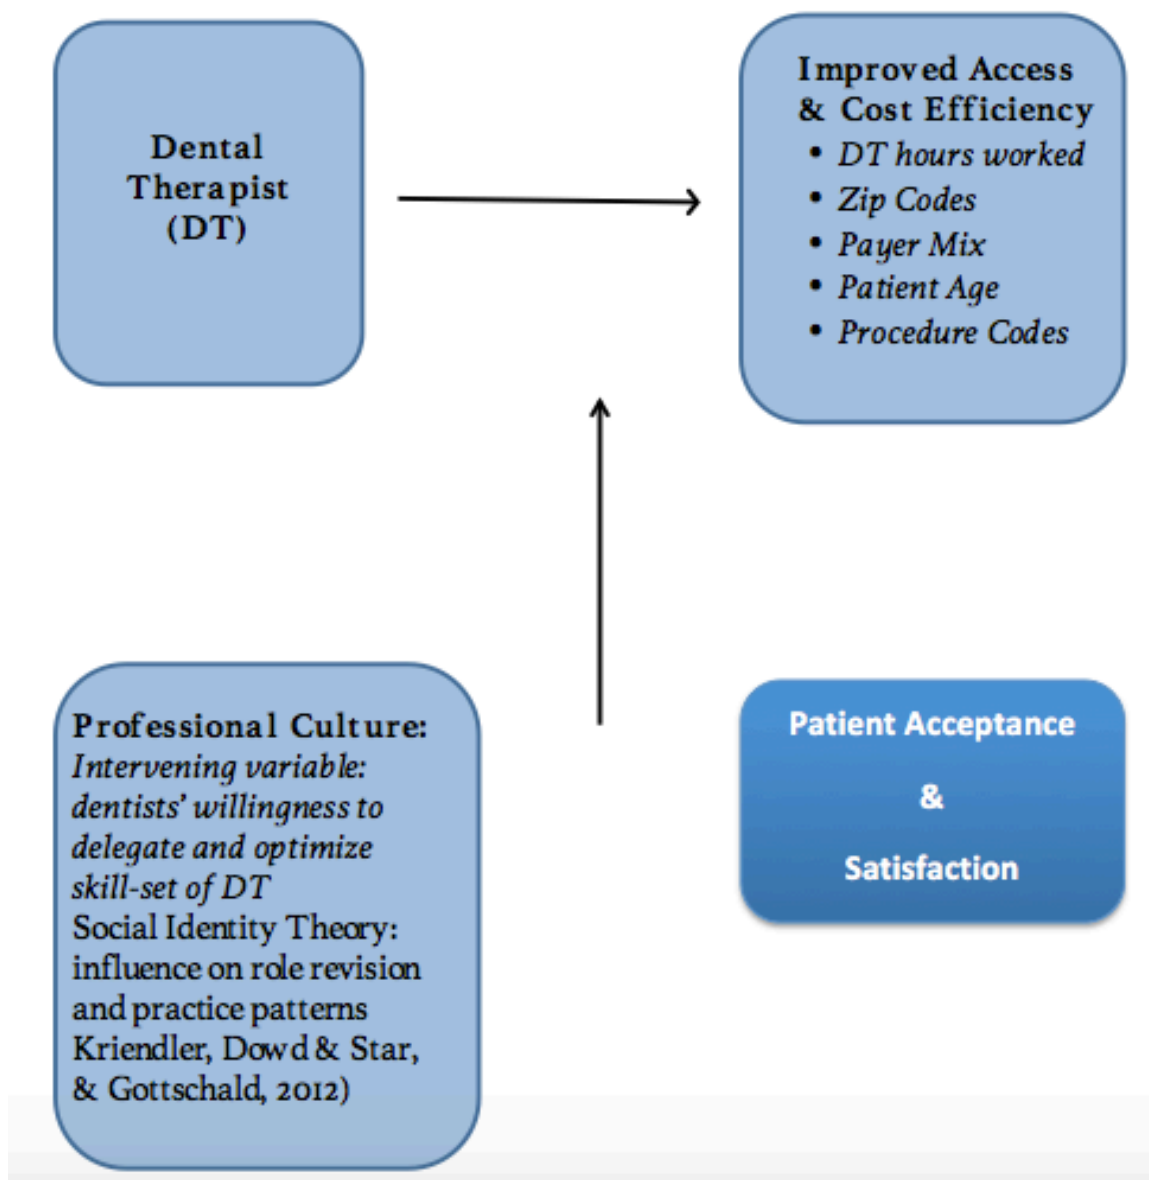 Dental
Therapist
(DT)
Improved Access
& Cost Efficiency
• DT hours worked
• Zip Codes
• Payer Mix
• Patient Age
• Procedure Codes
Professional Culture:
Intervening variable:
dentists’ willingness to
delegate and optimize
skill-set of DT
Social Identity Theory:
influence on role revision
and practice patterns
Kriendler, Dowd & Star,
& Gottschald, 2012)
Patient Acceptance
&
Satisfaction